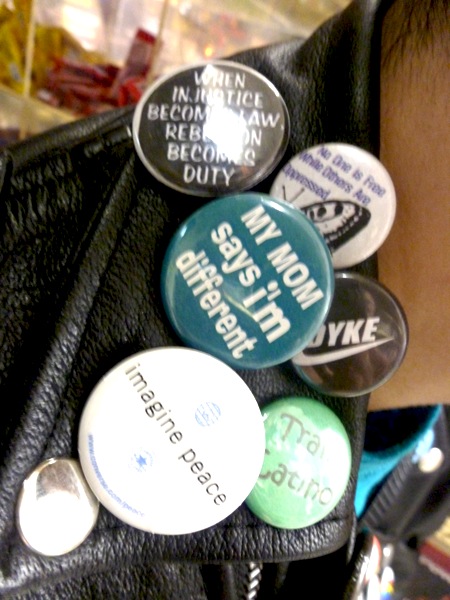 WHEN
INJUSTICE
BECOMES LAW
REBELLION
BECOMES
DUTY
No One is Free
While Others Are
Oppressed
MY MOM
says i'm
different
DYKE
imagine peace
Latino